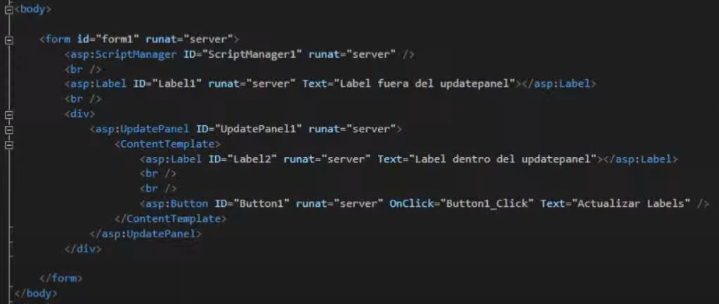 <body>
<form id="form1" runat="server">
<asp:ScriptManager ID="ScriptManager1" runat="server" />
<br />
<asp:Label ID="Label1" runat="server" Text="Label fuera del updatepanel"></asp:Label>
<br />
<div>
<asp:UpdatePanel ID="UpdatePanel1" runat="server">
<ContentTemplate>
<asp:Label ID="Label2" runat="server" Text="Label dentro del updatepanel"></asp:Label>
<br />
<br />
<asp:Button ID="Button1" runat="server" OnClick="Button1_Click" Text="Actualizar Labels" />
</ContentTemplate>
</asp:UpdatePanel>
</div>
</form>
</body>